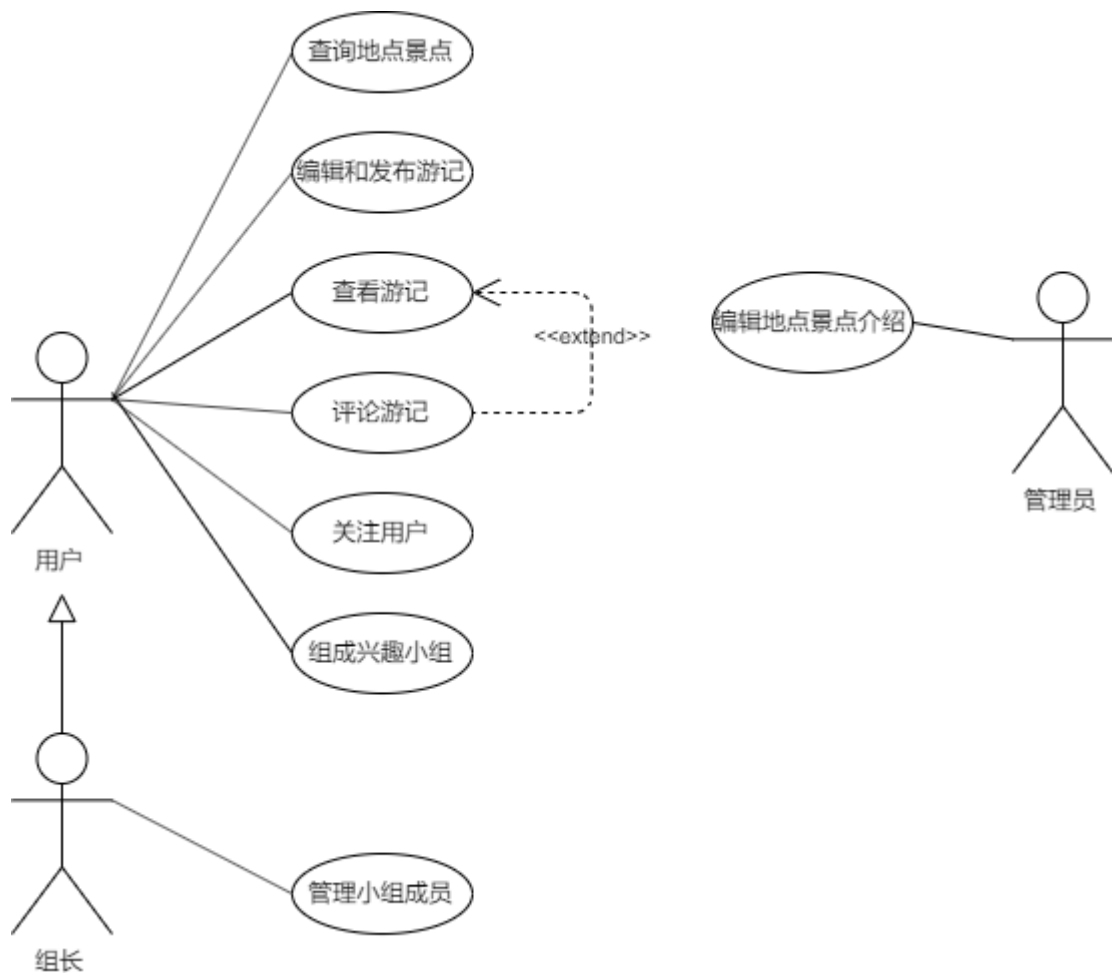 查询地点景点
编辑和发布游记
查看游记
<<extend>>
编辑地点景点介绍
评论游记
管理员
关注用户
用户
组成兴趣小组
管理小组成员
组长